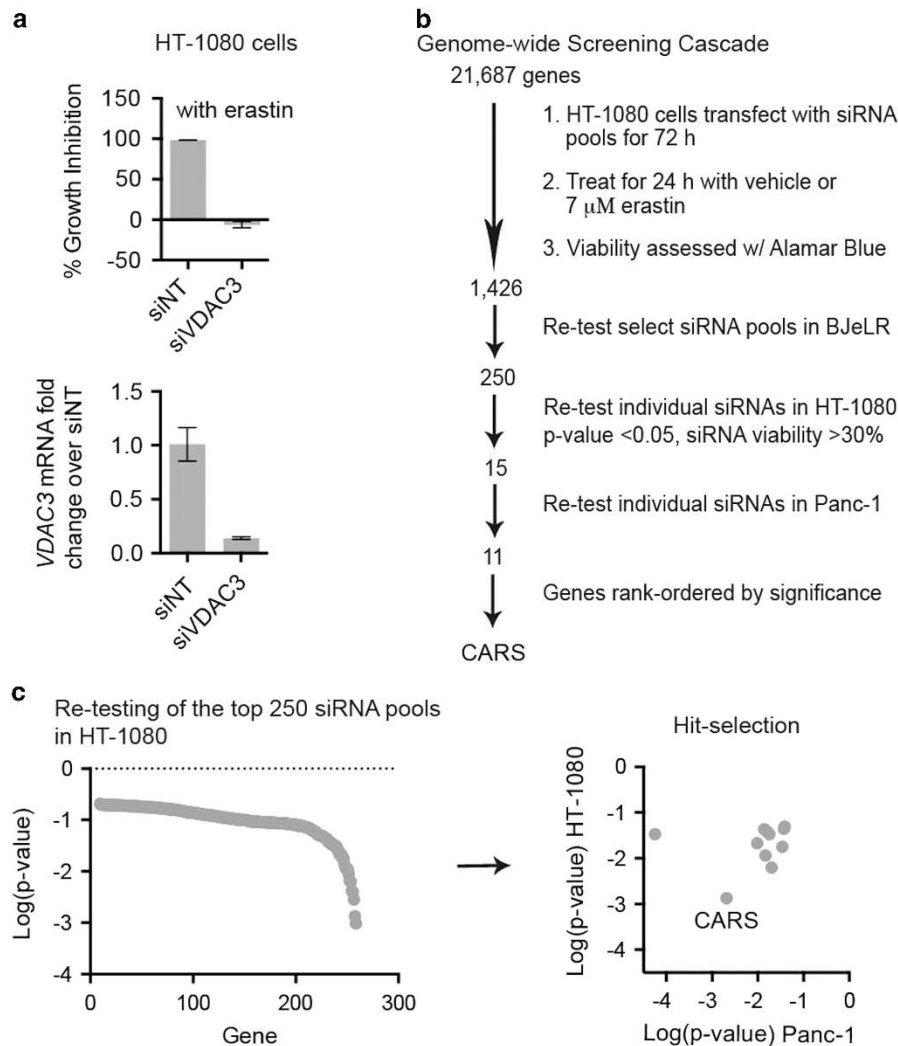 a
HT-1080 cells
with erastin
% Growth Inhibition
150
100
50
0
-50
siNT
siVDAC3
VDAC3 mRNA fold
change over siNT
1.5
1.0
0.5
0.0
siNT
siVDAC3
b
Genome-wide Screening Cascade
21,687 genes
1. HT-1080 cells transfect with siRNA
pools for 72 h
2. Treat for 24 h with vehicle or
7 μM erastin
3. Viability assessed w/ Alamar Blue
1,426
Re-test select siRNA pools in BJeLR
250
Re-test individual siRNAs in HT-1080
p-value <0.05, siRNA viability >30%
15
Re-test individual siRNAs in Panc-1
11
Genes rank-ordered by significance
CARS
c
Re-testing of the top 250 siRNA pools
in HT-1080
Log(p-value)
0
-1
-2
-3
-4
0
100
200
300
Gene
Hit-selection
Log(p-value) HT-1080
0
-1
-2
-3
-4
CARS
-4
-3
-2
-1
0
Log(p-value) Panc-1